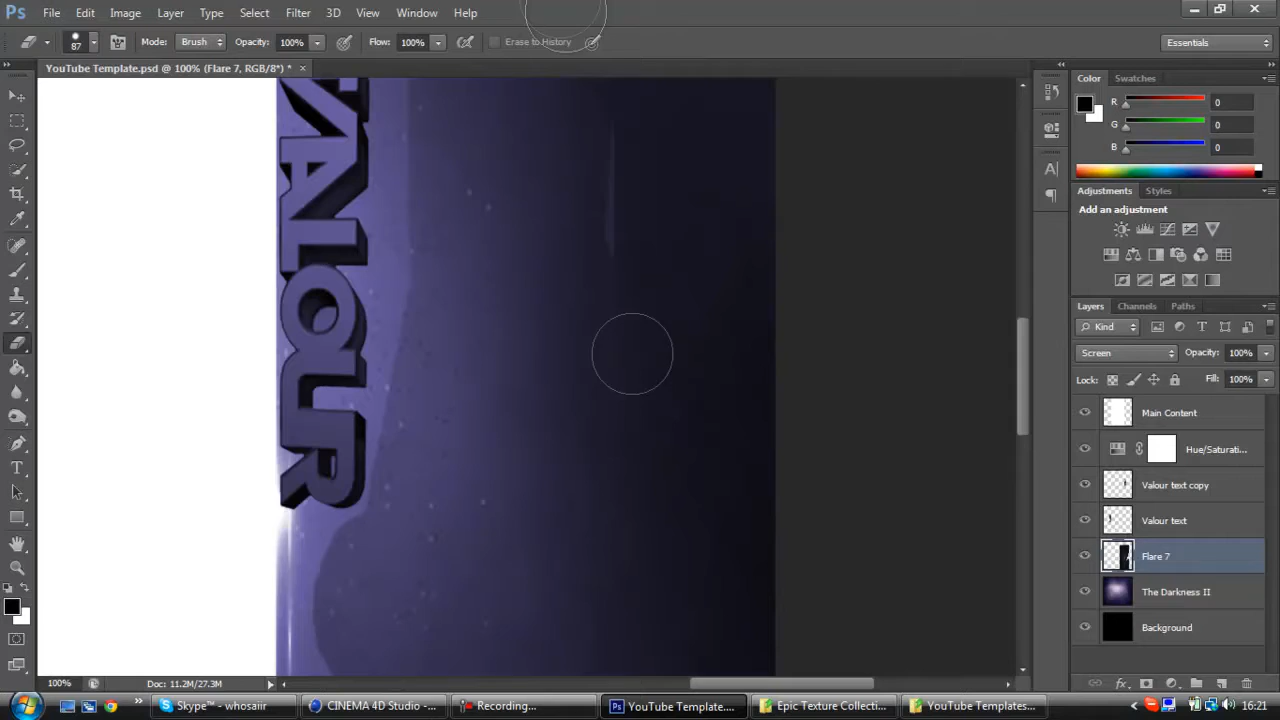 Ps File Edit Image Layer Type Select Filter 3D View Window Help
87 Mode: Brush Opacity: 100% Flow: 100% Erase to History Essentials
YouTube Template.psd @ 100% (Flare 7, RGB/8*) *
Color Swatches
R 0
G 0
B 0
Adjustments Styles
Add an adjustment
Layers Channels Paths
Kind
Screen Opacity: 100%
Lock: Fill: 100%
Main Content
Hue/Saturati...
Valour text copy
Valour text
Flare 7
The Darkness II
Background
VALOUR
100% Doc: 11.2M/27.3M
Skype™ - whosaiir CINEMA 4D Studio - ... Recording... YouTube Template.... Epic Texture Collecti... YouTube Templates... 16:21